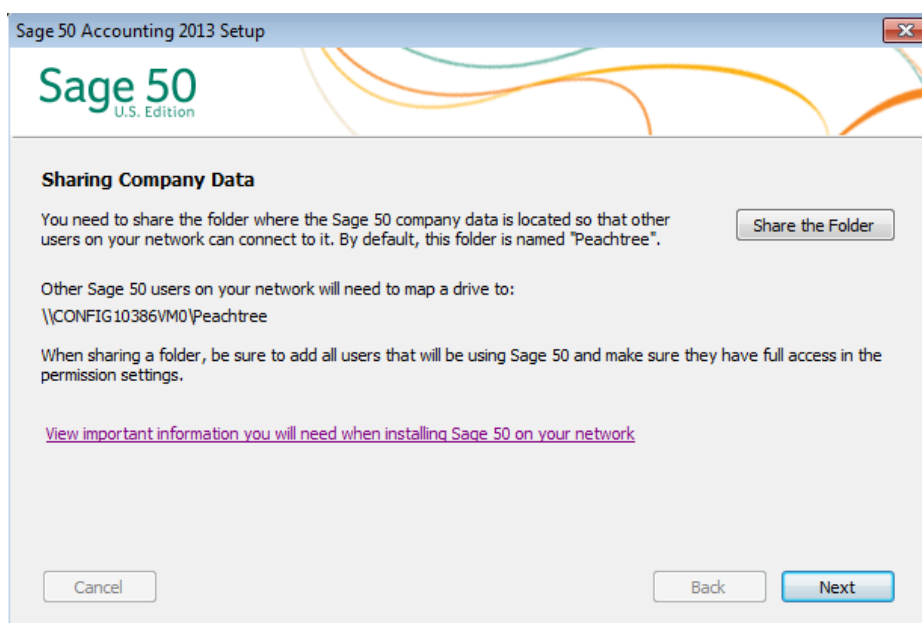 Sage 50 Accounting 2013 Setup
Sage 50
U.S. Edition
Sharing Company Data
You need to share the folder where the Sage 50 company data is located so that other
users on your network can connect to it. By default, this folder is named "Peachtree".
Share the Folder
Other Sage 50 users on your network will need to map a drive to:
\\CONFIG10386VM0\Peachtree
When sharing a folder, be sure to add all users that will be using Sage 50 and make sure they have full access in the
permission settings.
View important information you will need when installing Sage 50 on your network
Cancel
Back
Next